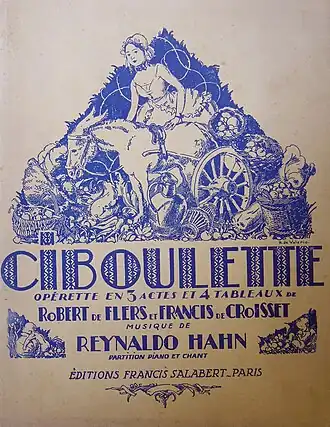 CIBOULETTE
OPÉRETTE EN 3 ACTES ET 4 TABLEAUX DE
ROBERT DE FLERS ET FRANCIS DE CROISSET
MUSIQUE DE
REYNALDO HAHN
PARTITION PIANO ET CHANT
ÉDITIONS FRANCIS SALABERT_PARIS